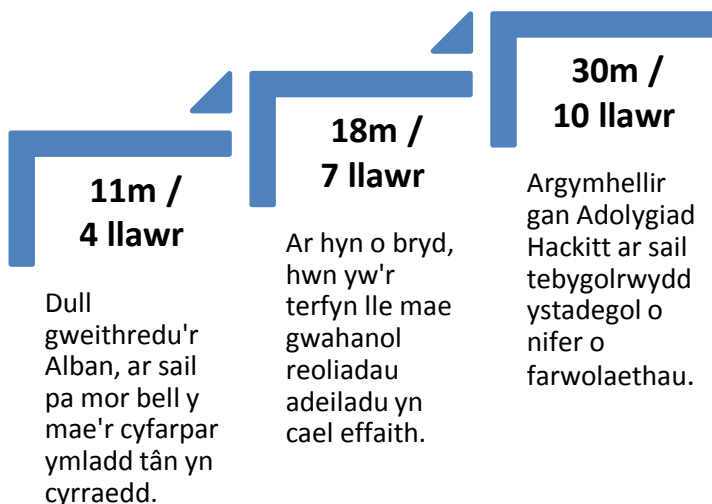 11m /
4 llawr
Dull
gweithredu'r
Alban, ar sail
pa mor bell y
mae'r cyfarpar
ymladd tân yn
cyrraedd.
18m /
7 llawr
Ar hyn o bryd,
hwn yw'r
terfyn lle mae
gwahanol
reoliadau
adeiladu yn
cael effaith.
30m /
10 llawr
Argymhellir
gan Adolygiad
Hackitt ar sail
tebygolrwydd
ystadegol o
nifer o
farwolaethau.